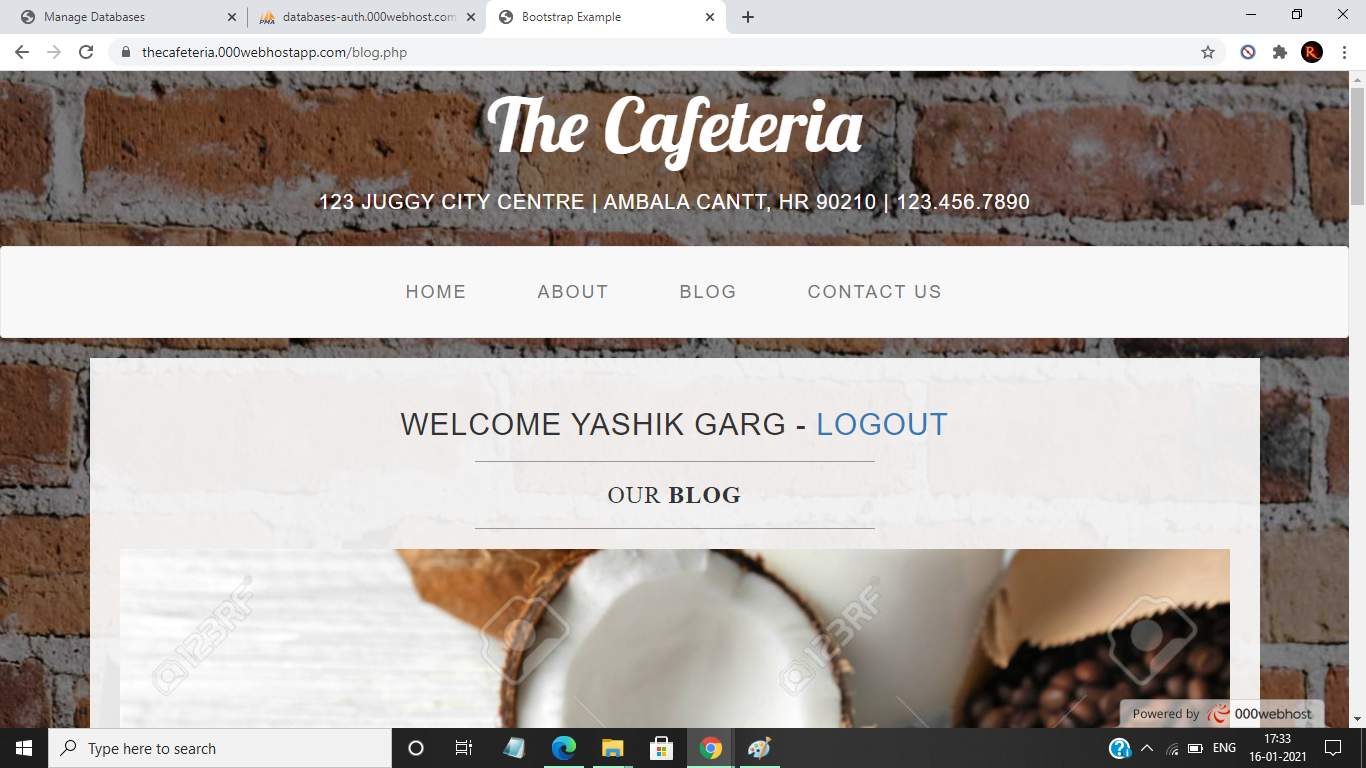 Manage Databases
PMA
databases-auth.000webhost.com
Bootstrap Example
thecafeteria.000webhostapp.com/blog.php
R
The Cafeteria
123 JUGGY CITY CENTRE | AMBALA CANTT, HR 90210 | 123.456.7890
HOME ABOUT BLOG CONTACT US
WELCOME YASHIK GARG - LOGOUT
OUR BLOG
123RF
123RF
Powered by 000webhost
Type here to search
ENG
17:33
16-01-2021